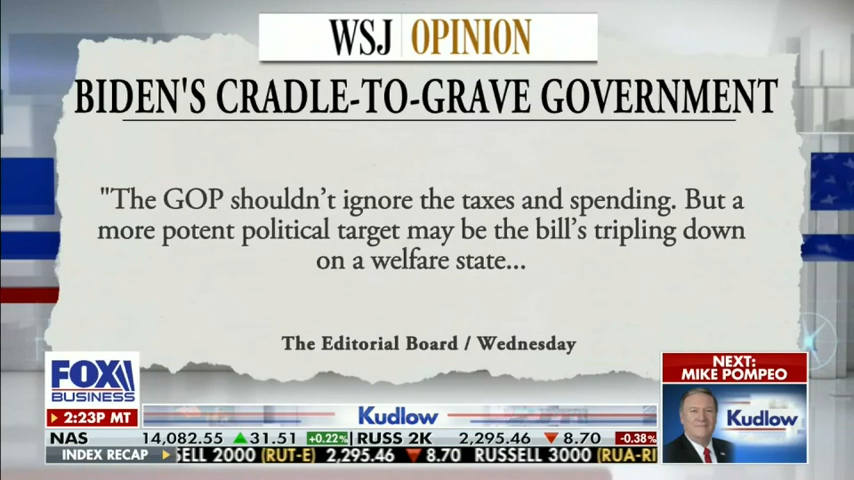 WSJ OPINION
BIDEN'S CRADLE-TO-GRAVE GOVERNMENT
"The GOP shouldn't ignore the taxes and spending. But a
more potent political target may be the bill's tripling down
on a welfare state...
The Editorial Board / Wednesday
FOX
BUSINESS
2:23P MT
Kudlow
NEXT:
MIKE POMPEO
Kudlow
NAS 14,082.55 ▲ 31.51 +0.22% RUSS 2K 2,295.46 ▼ 8.70 -0.38%
INDEX RECAP SELL 2000 (RUT-E) 2,295.46 ▼ 8.70 RUSSELL 3000 (RUA-RI